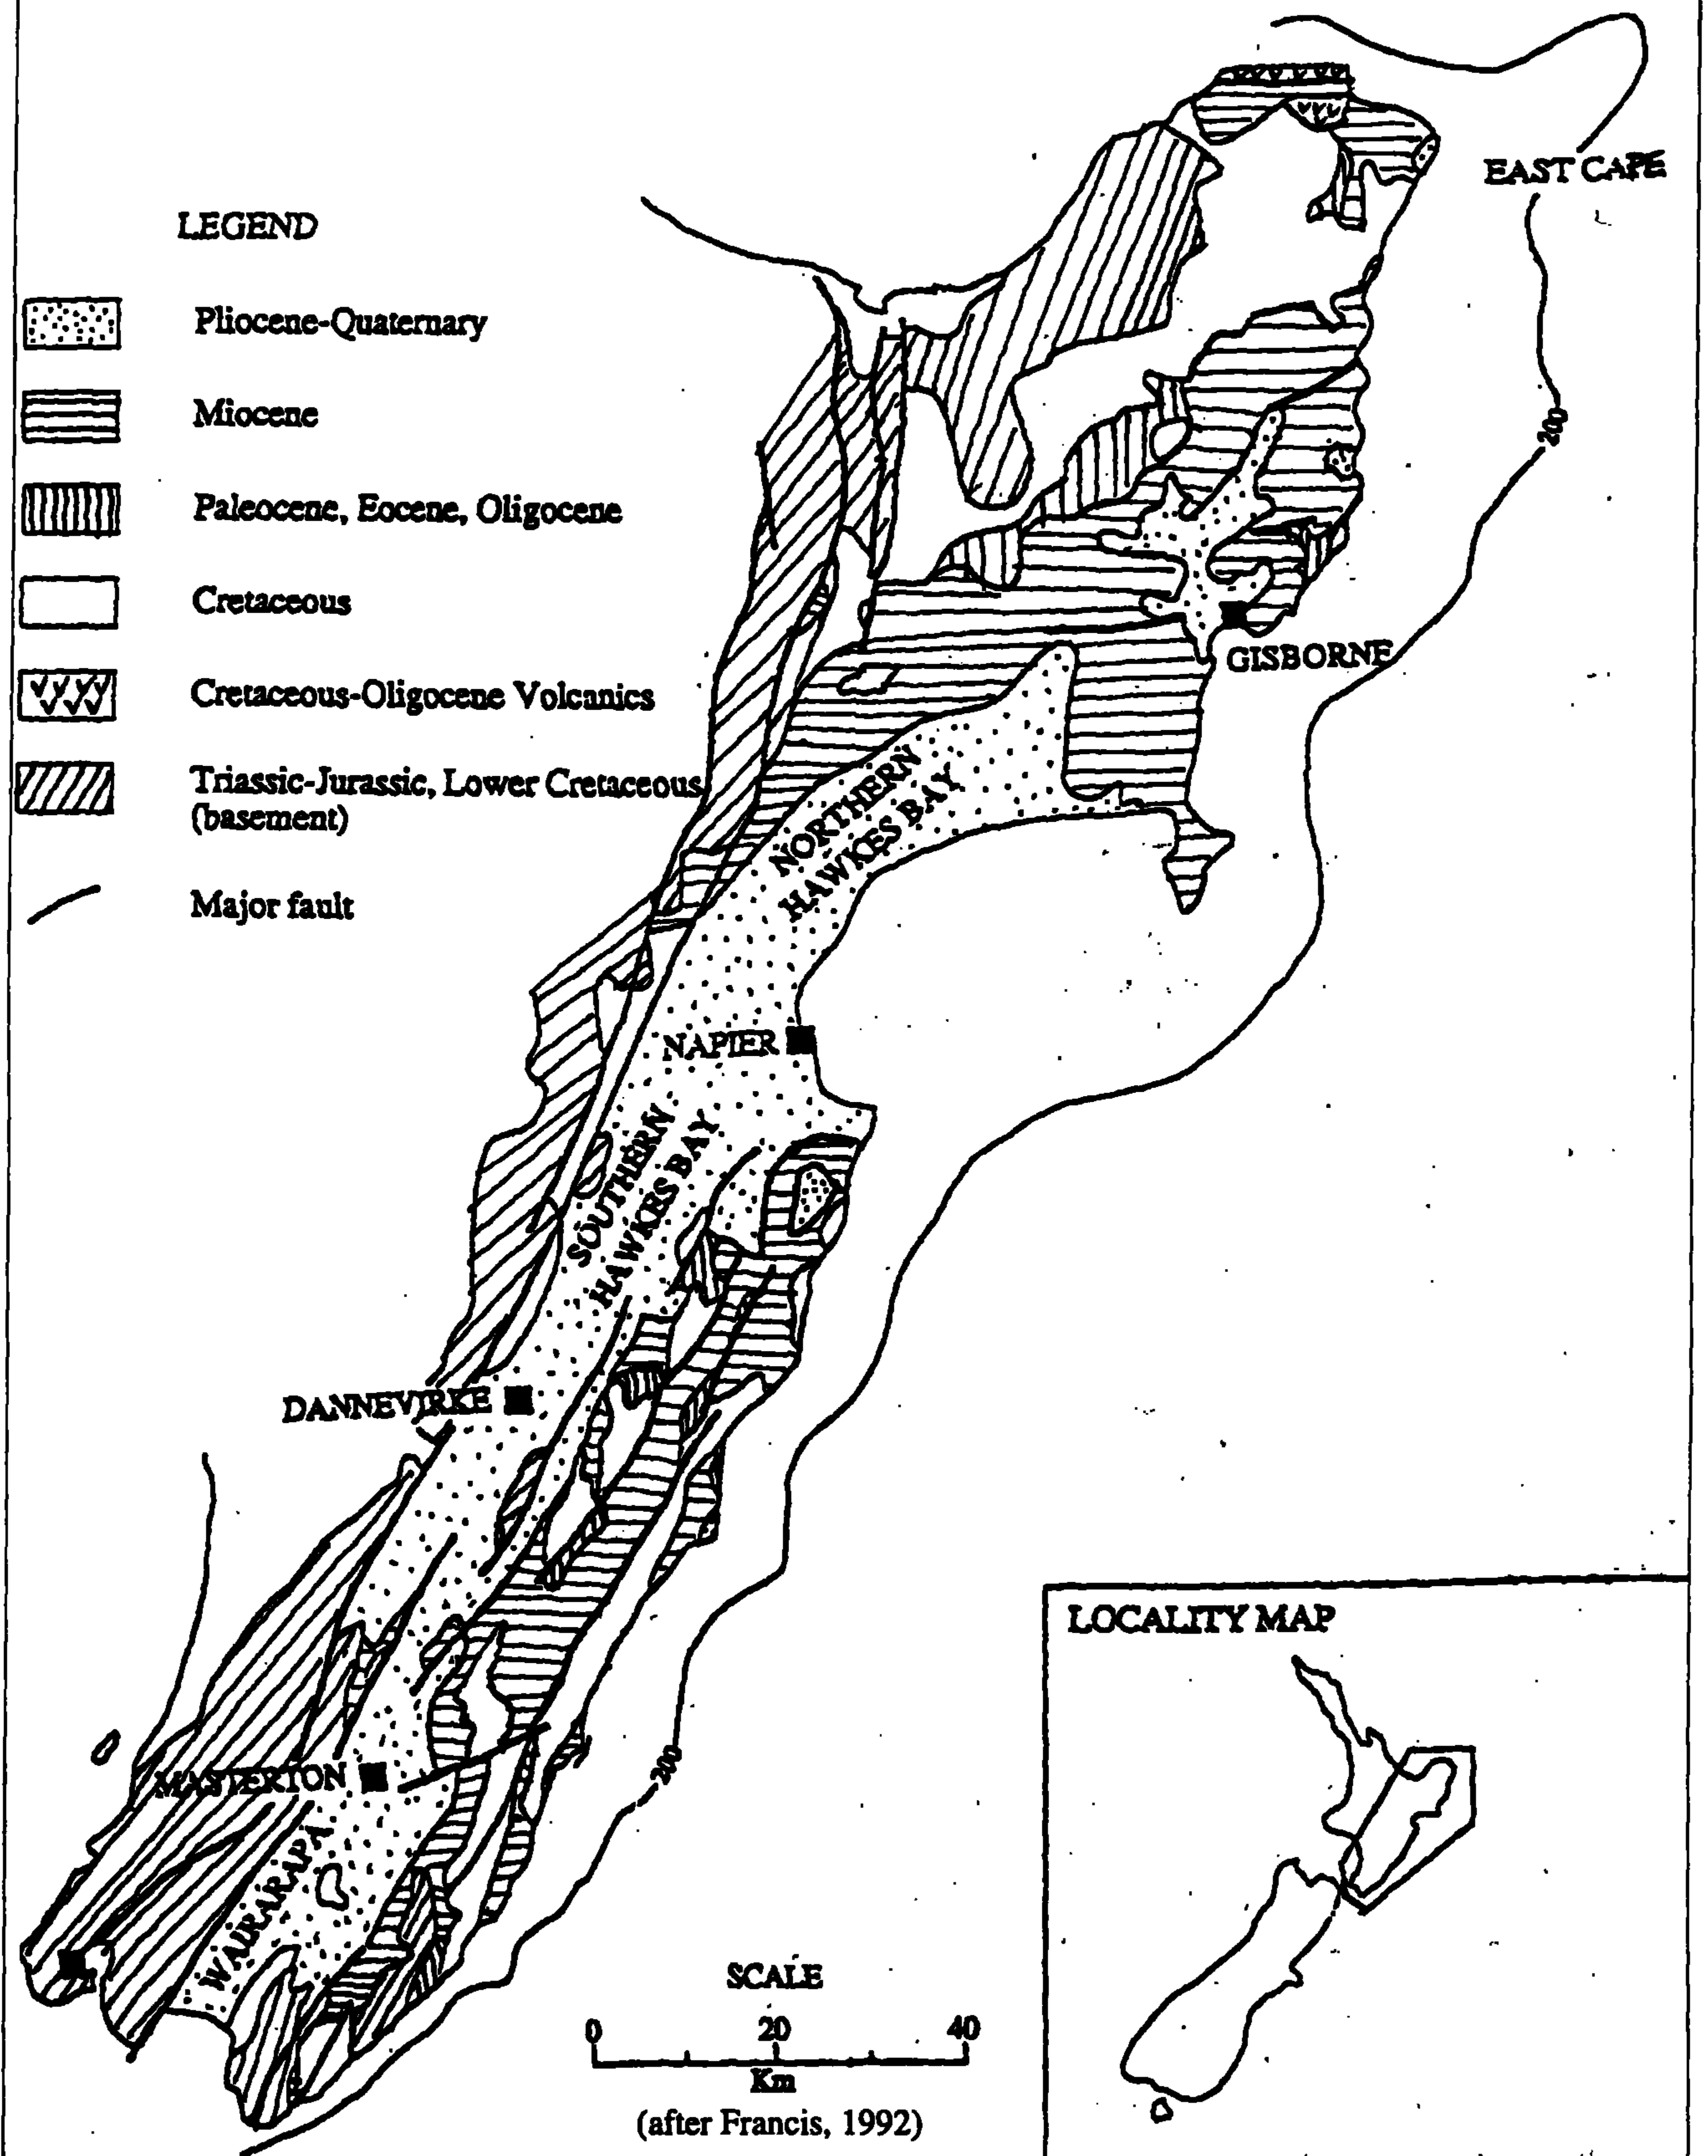 EAST CAPE
LEGEND
Pliocene-Quaternary
Miocene
Paleocene, Eocene, Oligocene
Cretaceous
Cretaceous-Oligocene Volcanics
Triassic-Jurassic, Lower Cretaceous
(basement)
Major fault
200
GISBORNE
NORTHERN
HAWKES BAY
NAPIER
SOUTHERN
HAWKES BAY
DANNEVIRKE
MASTERTON
WAIRARAPA
200
LOCALITY MAP
SCALE
0 20 40
Km
(after Francis, 1992)